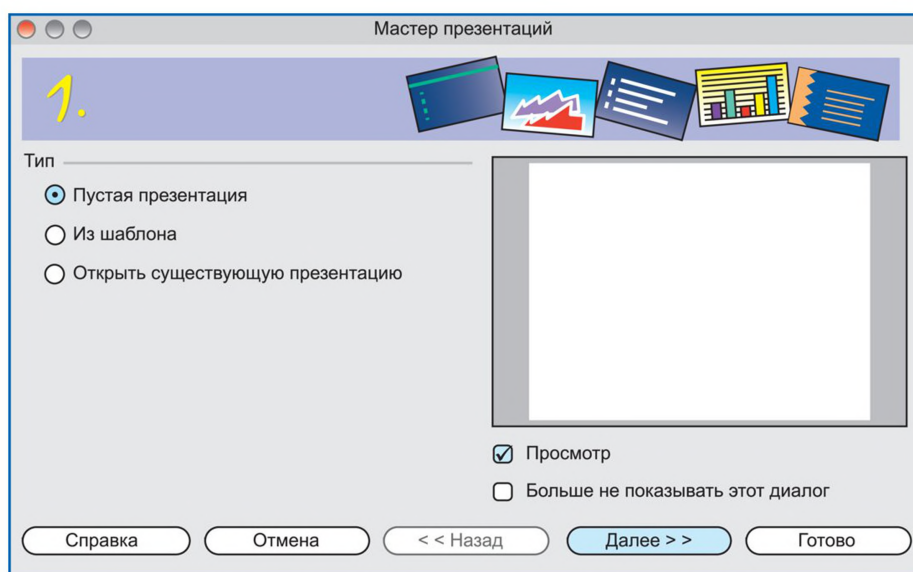 Мастер презентаций
1.
Тип
Пустая презентация
Из шаблона
Открыть существующую презентацию
Просмотр
Больше не показывать этот диалог
Справка
Отмена
< < Назад
Далее > >
Готово